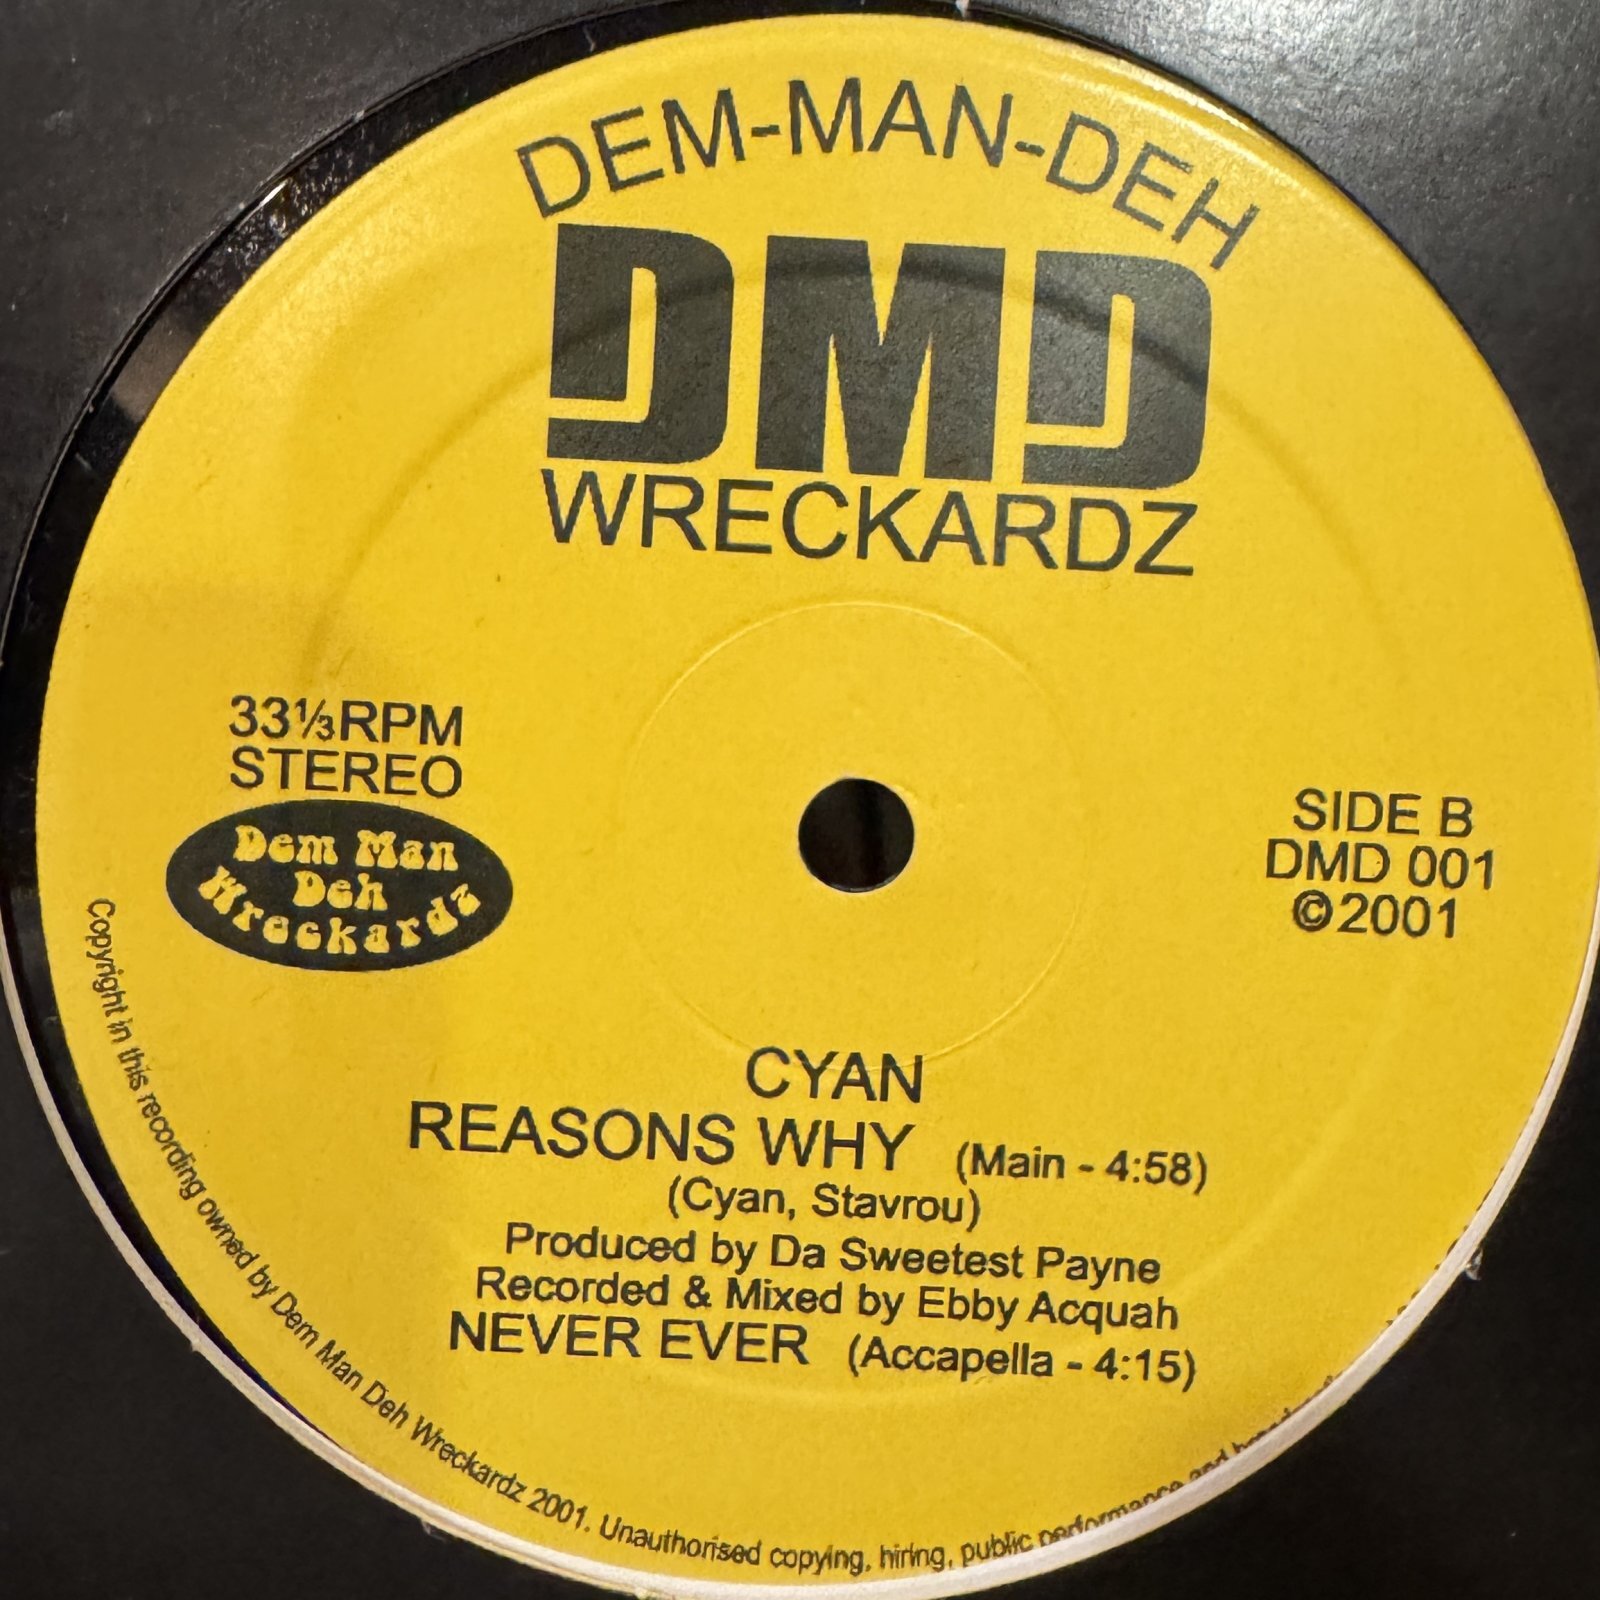 DEM-MAN-DEH
DMD
WRECKARDZ
33⅓RPM
STEREO
Dem Man
Deh
Wreckardz
SIDE B
DMD 001
©2001
CYAN
REASONS WHY (Main - 4:58)
(Cyan, Stavrou)
Produced by Da Sweetest Payne
Recorded & Mixed by Ebby Acquah
NEVER EVER (Accapella - 4:15)
Copyright in this recording owned by Dem Man Deh Wreckardz 2001. Unauthorised copying, hiring, public performance and